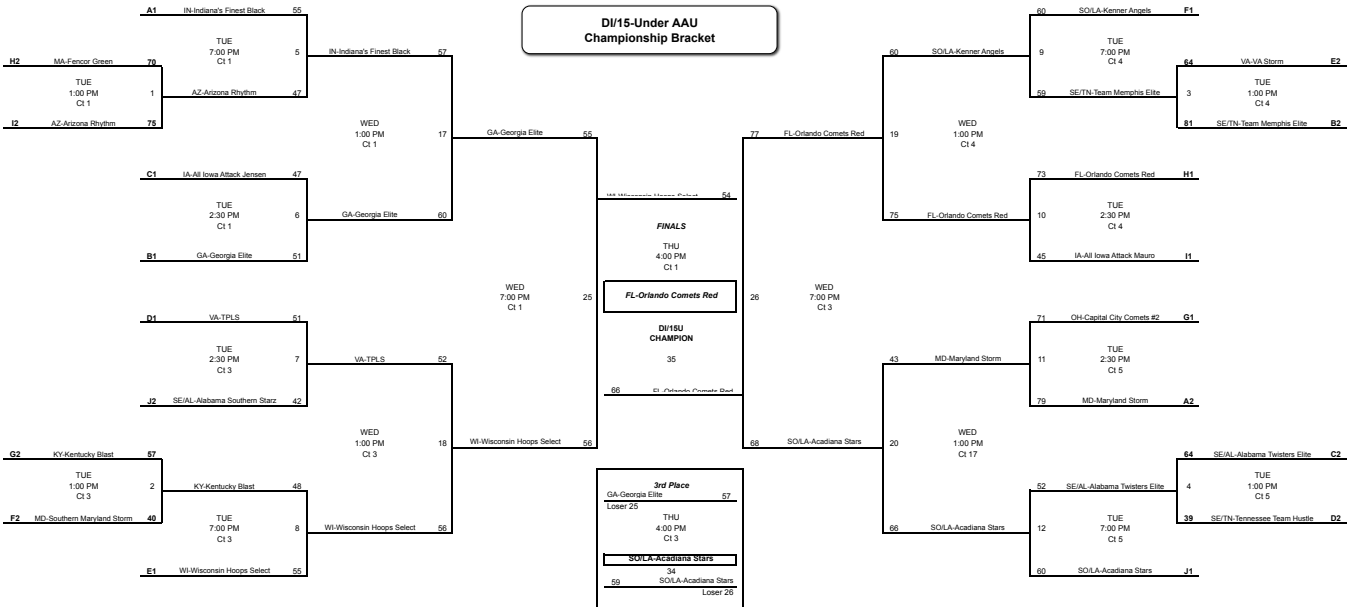 DI/15-Under AAU
Championship Bracket
A1 IN-Indiana's Finest Black 55
TUE
7:00 PM
Ct 1
5
H2 MA-Fencor Green 70
TUE
1:00 PM
Ct 1
1
I2 AZ-Arizona Rhythm 75
AZ-Arizona Rhythm 47
IN-Indiana's Finest Black 57
WED
1:00 PM
Ct 1
17
C1 IA-All Iowa Attack Jensen 47
TUE
2:30 PM
Ct 1
6
B1 GA-Georgia Elite 51
GA-Georgia Elite 60
GA-Georgia Elite 55
WED
7:00 PM
Ct 1
25
D1 VA-TPLS 51
TUE
2:30 PM
Ct 3
7
J2 SE/AL-Alabama Southern Starz 42
VA-TPLS 52
WED
1:00 PM
Ct 3
18
G2 KY-Kentucky Blast 57
TUE
1:00 PM
Ct 3
2
F2 MD-Southern Maryland Storm 40
KY-Kentucky Blast 48
TUE
7:00 PM
Ct 3
8
E1 WI-Wisconsin Hoops Select 55
WI-Wisconsin Hoops Select 56
WI-Wisconsin Hoops Select 56
WI-Wisconsin Hoops Select 54
FINALS
THU
4:00 PM
Ct 1
FL-Orlando Comets Red
DI/15U
CHAMPION
35
66 FL-Orlando Comets Red
3rd Place
GA-Georgia Elite 57
Loser 25
THU
4:00 PM
Ct 3
SO/LA-Acadiana Stars
34
59 SO/LA-Acadiana Stars
Loser 26
60 SO/LA-Kenner Angels F1
TUE
7:00 PM
Ct 4
9
64 VA-VA Storm E2
TUE
1:00 PM
Ct 4
3
81 SE/TN-Team Memphis Elite B2
59 SE/TN-Team Memphis Elite
60 SO/LA-Kenner Angels
WED
1:00 PM
Ct 4
19
73 FL-Orlando Comets Red H1
TUE
2:30 PM
Ct 4
10
45 IA-All Iowa Attack Mauro I1
75 FL-Orlando Comets Red
77 FL-Orlando Comets Red
WED
7:00 PM
Ct 3
26
71 OH-Capital City Comets #2 G1
TUE
2:30 PM
Ct 5
11
79 MD-Maryland Storm A2
43 MD-Maryland Storm
WED
1:00 PM
Ct 17
20
68 SO/LA-Acadiana Stars
64 SE/AL-Alabama Twisters Elite C2
TUE
1:00 PM
Ct 5
4
39 SE/TN-Tennessee Team Hustle D2
52 SE/AL-Alabama Twisters Elite
TUE
7:00 PM
Ct 5
12
60 SO/LA-Acadiana Stars J1
66 SO/LA-Acadiana Stars